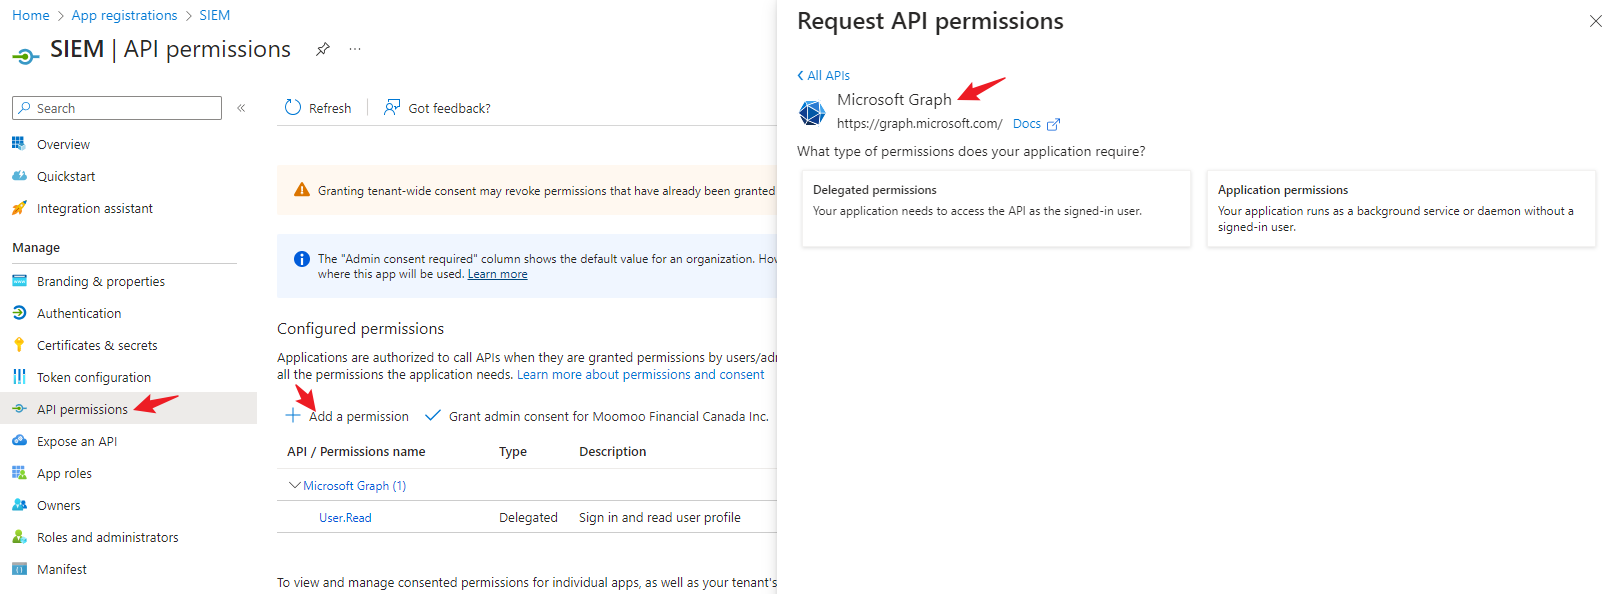 Home > App registrations > SIEM
SIEM | API permissions
...
Search
«
Overview
Quickstart
Integration assistant
Manage
Branding & properties
Authentication
Certificates & secrets
Token configuration
API permissions
Expose an API
App roles
Owners
Roles and administrators
Manifest
Refresh
Got feedback?
Granting tenant-wide consent may revoke permissions that have already been granted
The "Admin consent required" column shows the default value for an organization. How
where this app will be used. Learn more
Configured permissions
Applications are authorized to call APIs when they are granted permissions by users/adm
all the permissions the application needs. Learn more about permissions and consent
Add a permission
Grant admin consent for Moomoo Financial Canada Inc.
API / Permissions name Type Description
Microsoft Graph (1)
User.Read Delegated Sign in and read user profile
To view and manage consented permissions for individual apps, as well as your tenant's
Request API permissions
All APIs
Microsoft Graph
https://graph.microsoft.com/ Docs
What type of permissions does your application require?
Delegated permissions
Your application needs to access the API as the signed-in user.
Application permissions
Your application runs as a background service or daemon without a
signed-in user.